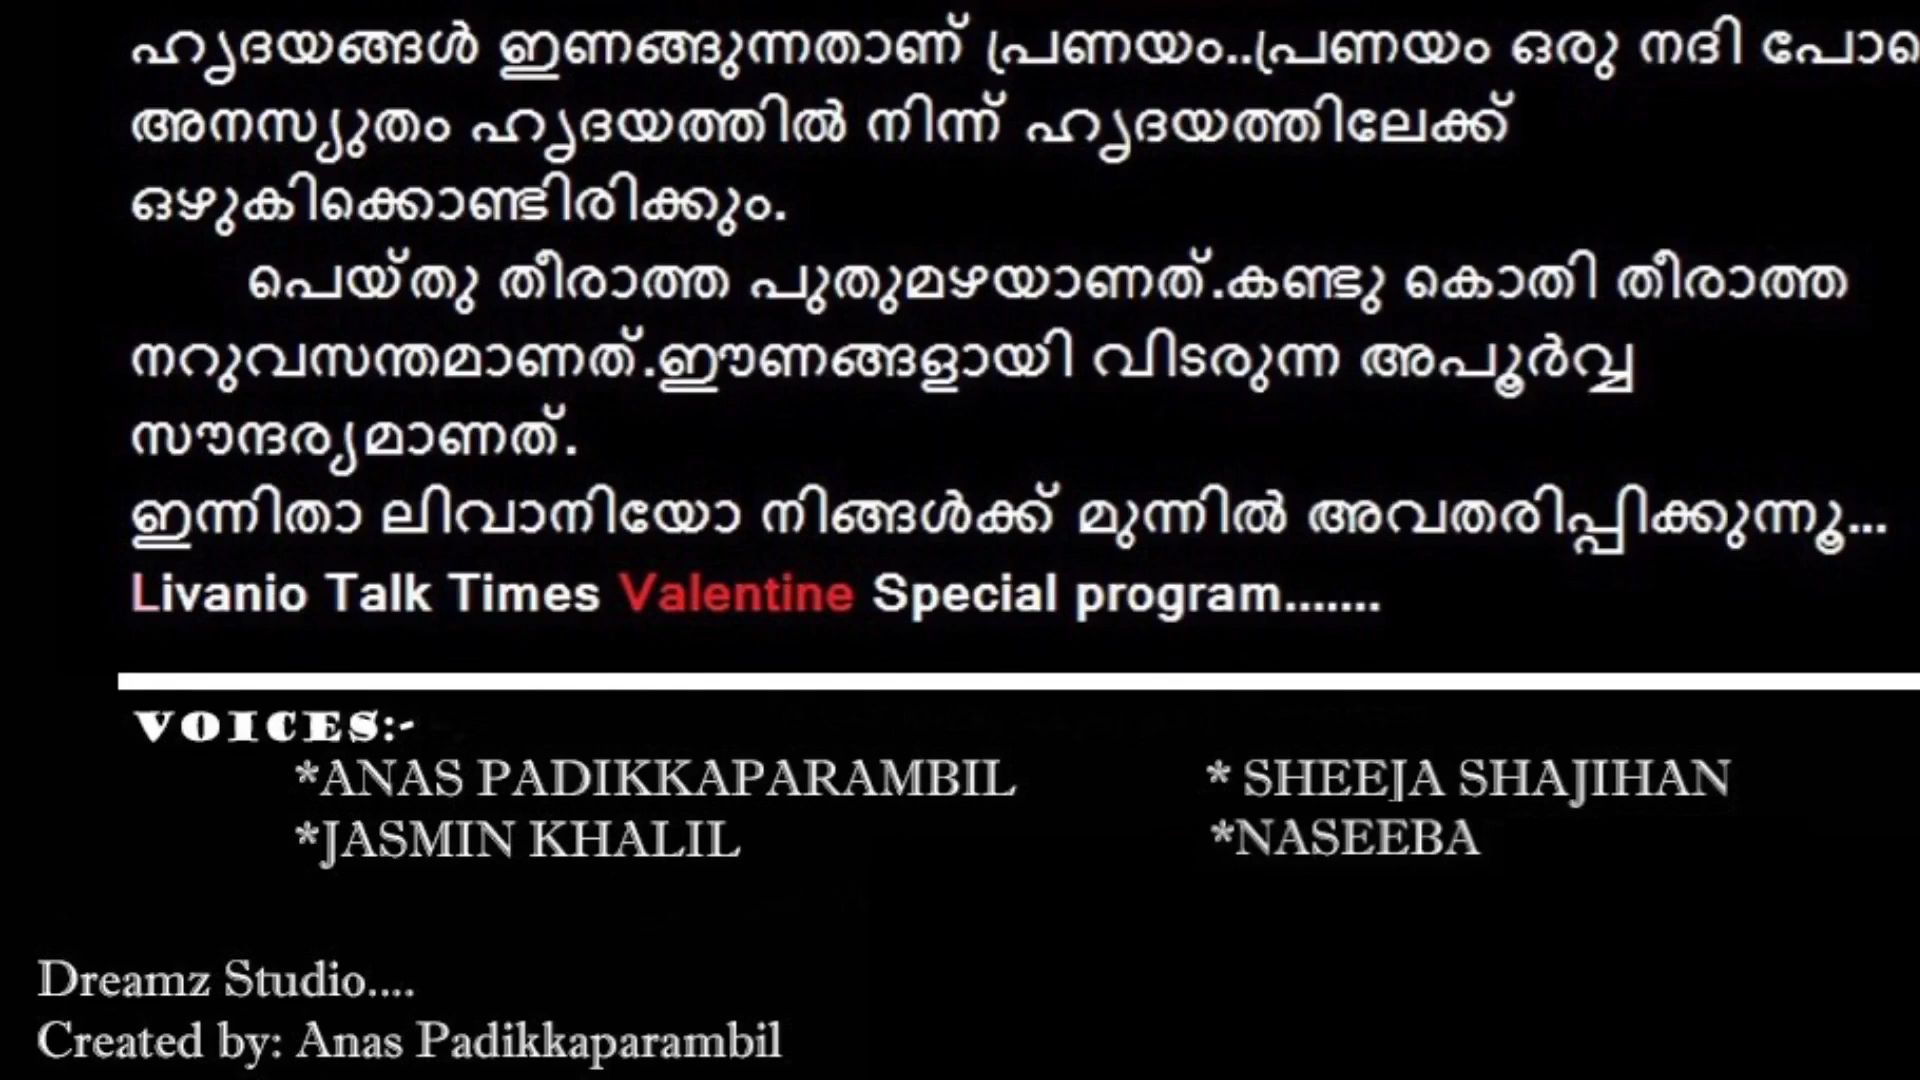 ഹൃദയങ്ങൾ ഇണങ്ങുന്നതാണ് പ്രണയം..പ്രണയം ഒരു നദി
അനസ്യുതം ഹൃദയത്തിൽ നിന്ന് ഹൃദയത്തിലേക്ക്
ഒഴുകിക്കൊണ്ടിരിക്കും.
പെയ്തു തീരാത്ത പുതുമഴയാണത്.കണ്ടു കൊതി തീരാത്ത
നറുവസന്തമാണത്.ഈണങ്ങളായി വിടരുന്ന അപൂർവ്വ
സൗന്ദര്യമാണത്.
ഇന്നിതാ ലിവാനിയോ നിങ്ങൾക്ക് മുന്നിൽ അവതരിപ്പിക്കുന്നൂ...
Livanio Talk Times Valentine Special program.......
VOICES:-
*ANAS PADIKKAPARAMBIL * SHEEJA SHAJIHAN
*JASMIN KHALIL *NASEEBA
Dreamz Studio....
Created by: Anas Padikkaparambil